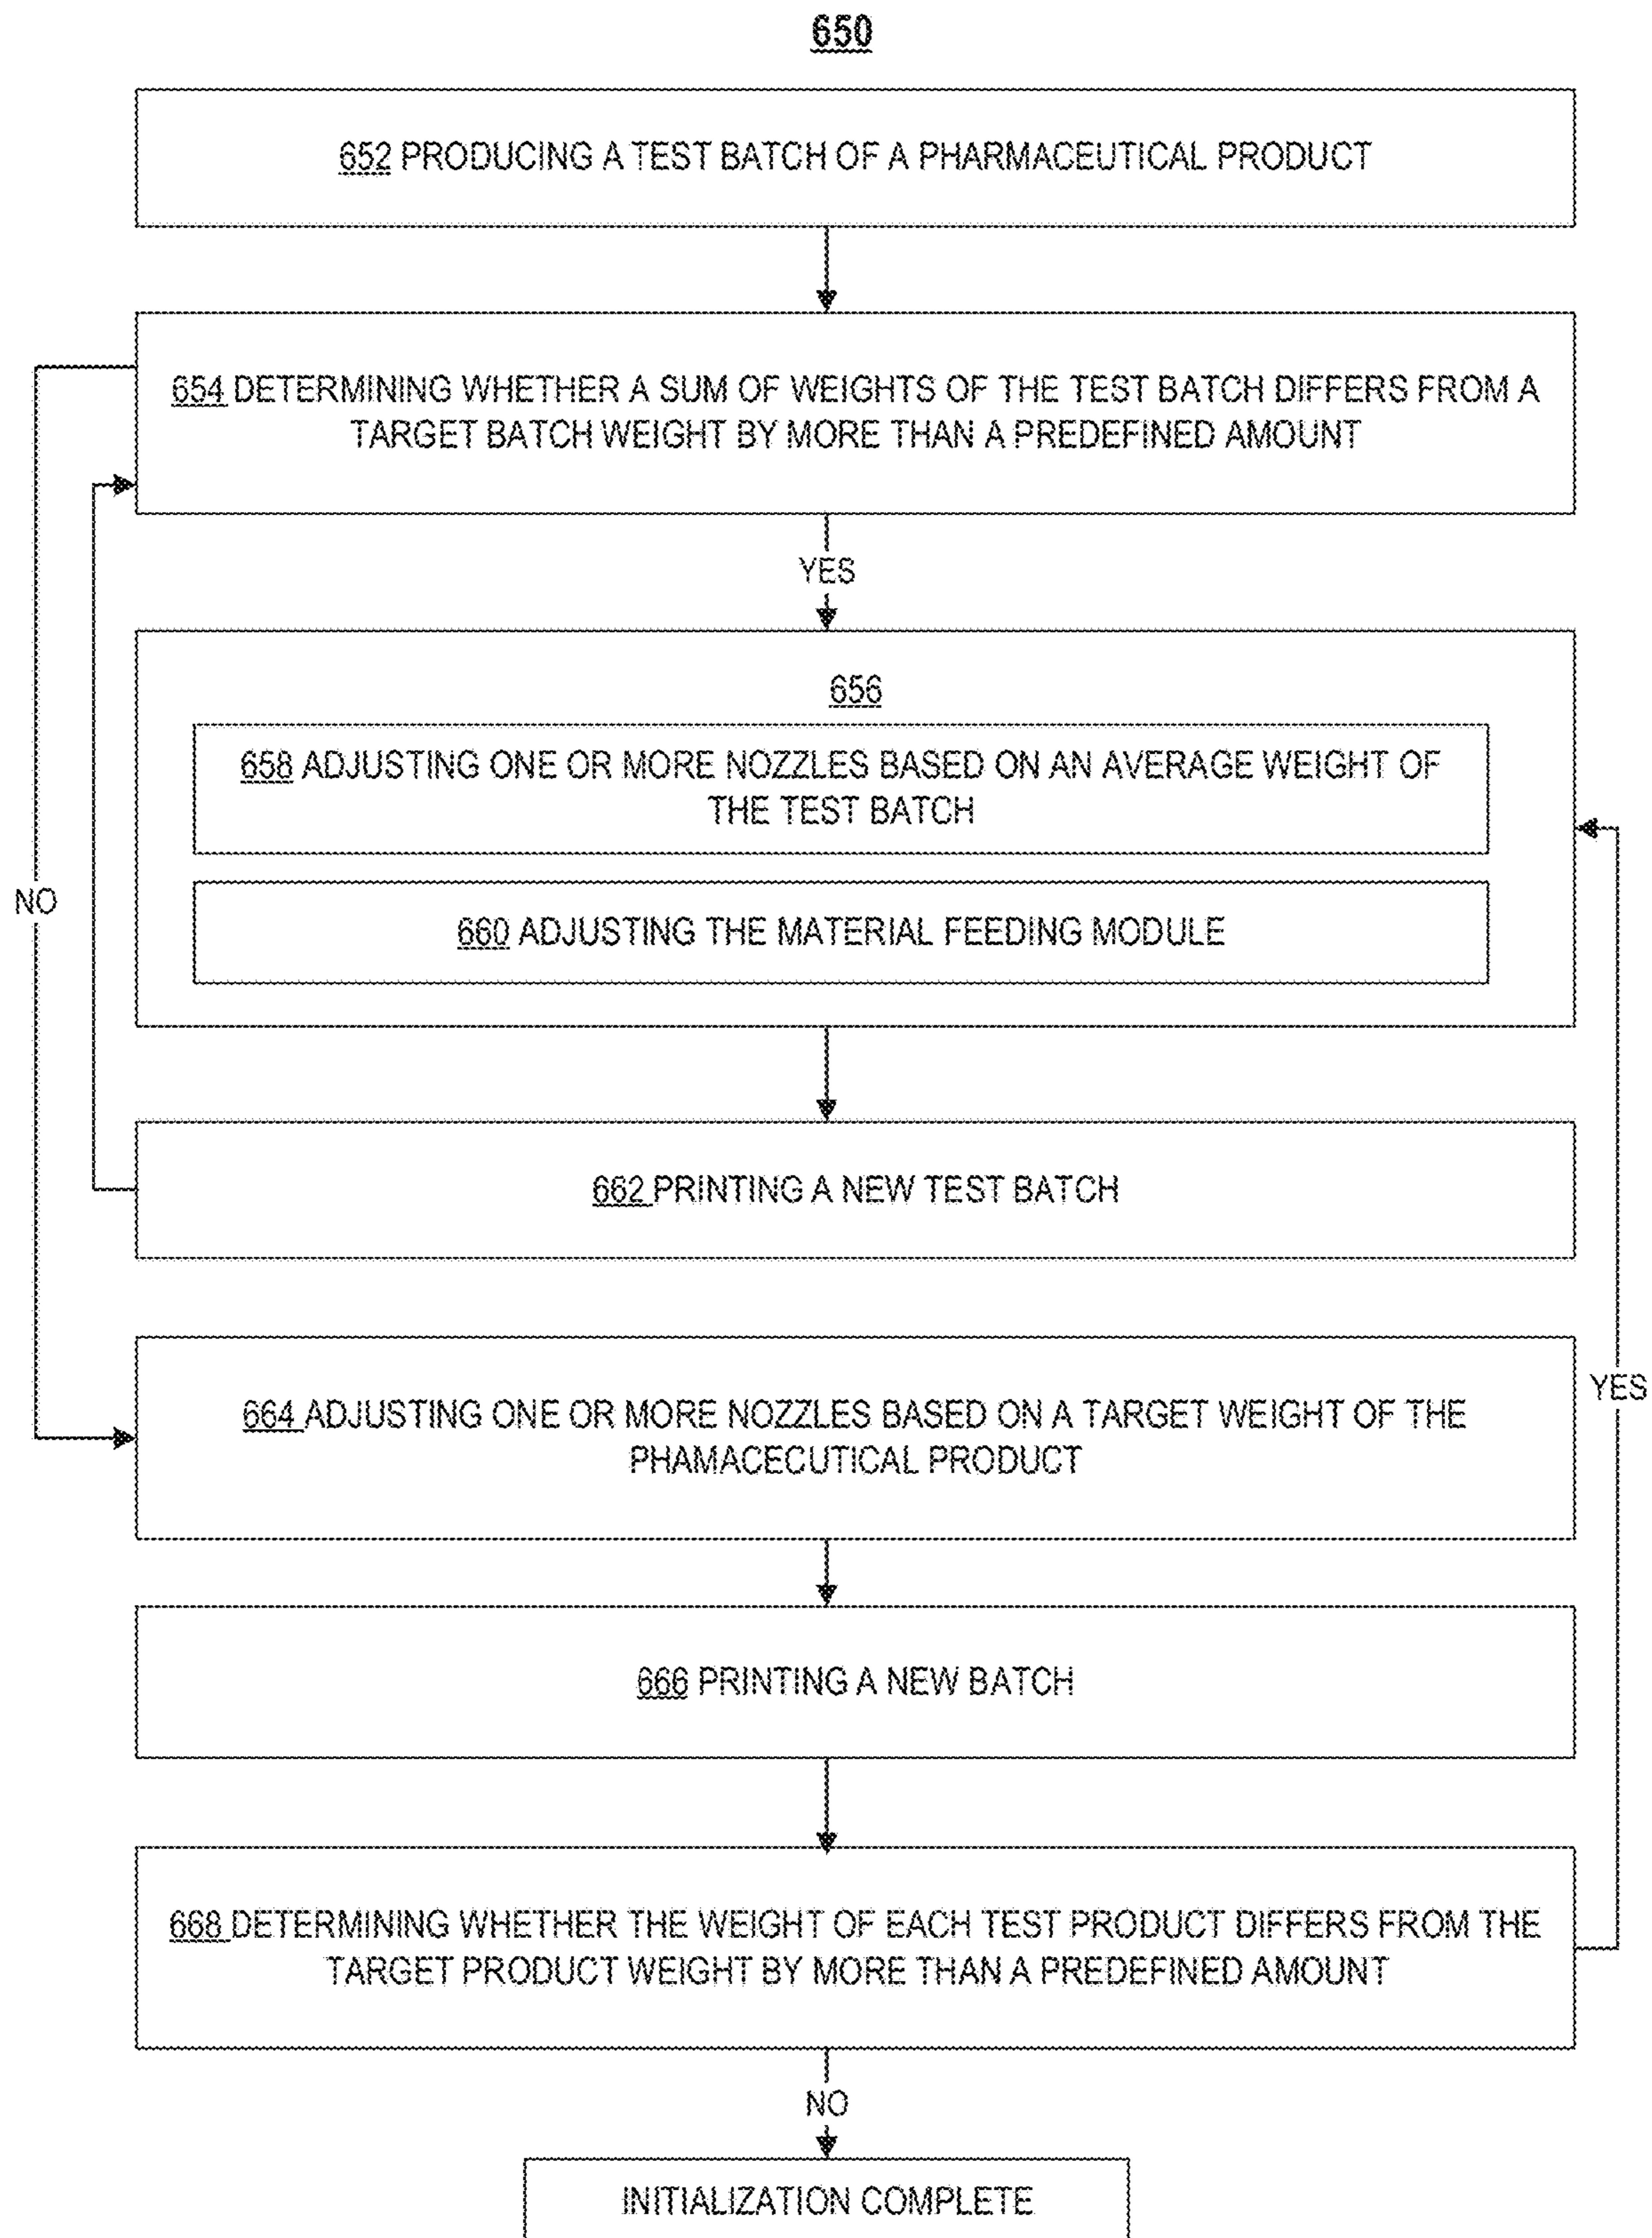 650
652 PRODUCING A TEST BATCH OF A PHARMACEUTICAL PRODUCT
654 DETERMINING WHETHER A SUM OF WEIGHTS OF THE TEST BATCH DIFFERS FROM A
TARGET BATCH WEIGHT BY MORE THAN A PREDEFINED AMOUNT
YES
656
658 ADJUSTING ONE OR MORE NOZZLES BASED ON AN AVERAGE WEIGHT OF
THE TEST BATCH
NO
660 ADJUSTING THE MATERIAL FEEDING MODULE
662 PRINTING A NEW TEST BATCH
YES
664 ADJUSTING ONE OR MORE NOZZLES BASED ON A TARGET WEIGHT OF THE
PHAMACECUTICAL PRODUCT
666 PRINTING A NEW BATCH
668 DETERMINING WHETHER THE WEIGHT OF EACH TEST PRODUCT DIFFERS FROM THE
TARGET PRODUCT WEIGHT BY MORE THAN A PREDEFINED AMOUNT
NO
INITIALIZATION COMPLETE